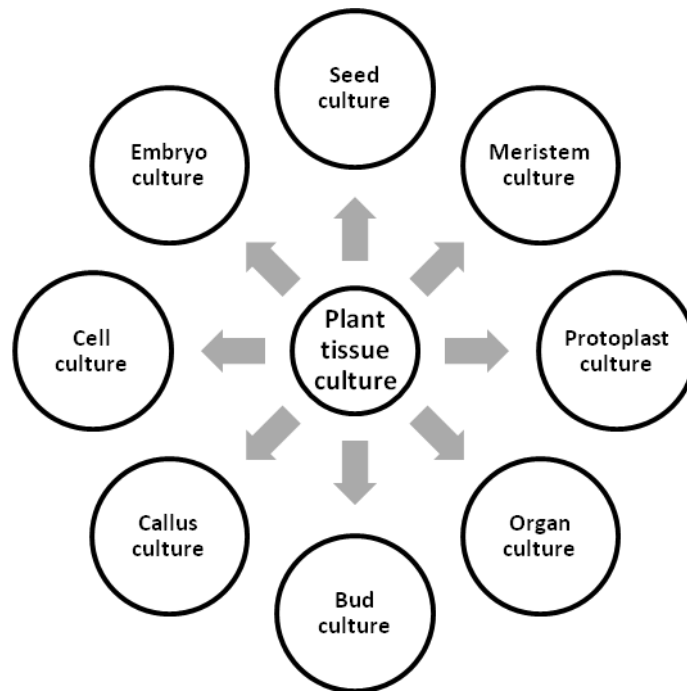 Seed
culture
Embryo
culture
Meristem
culture
Cell
culture
Plant
tissue
culture
Protoplast
culture
Callus
culture
Organ
culture
Bud
culture